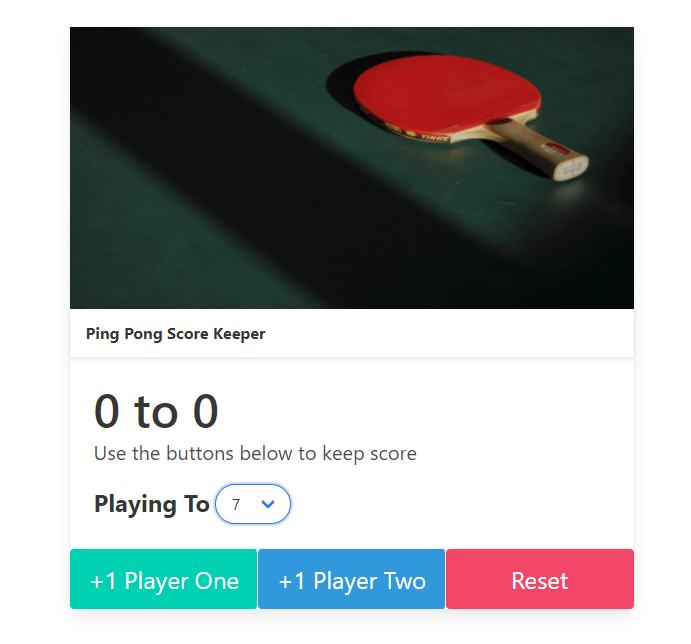 Ping Pong Score Keeper
0 to 0
Use the buttons below to keep score
Playing To 7
+1 Player One +1 Player Two Reset